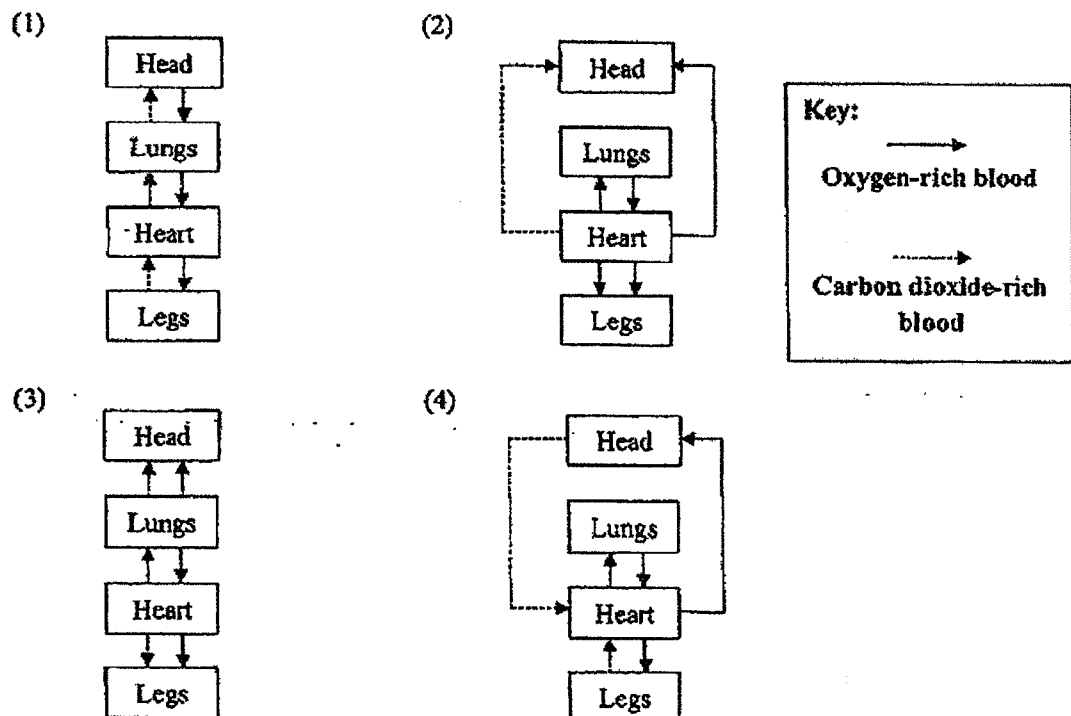 (1)
Head
Lungs
Heart
Legs
(2)
Head
Lungs
Heart
Legs
Key:
Oxygen-rich blood
Carbon dioxide-rich
blood
(3)
Head
Lungs
Heart
Legs
(4)
Head
Lungs
Heart
Legs